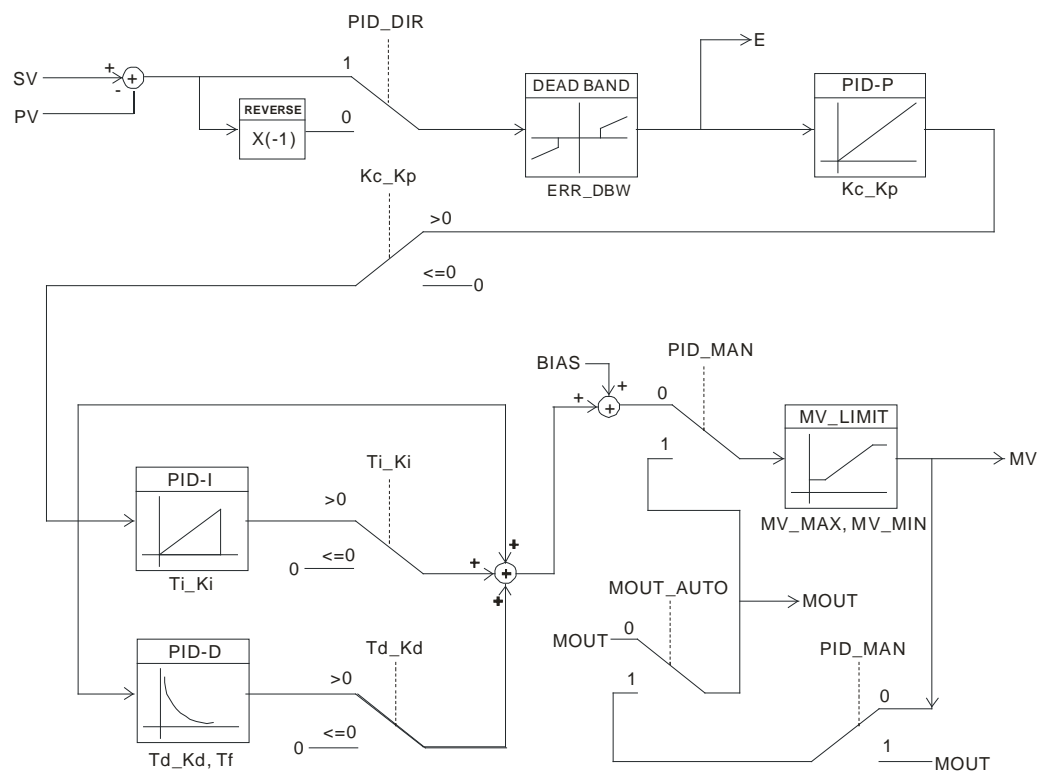 PID_DIR
E
SV
+
+
-
PV
1
REVERSE
X(-1)
0
DEAD BAND
ERR_DBW
PID-P
Kc_Kp
Kc_Kp
>0
<=0
0
BIAS
+
+
+
PID_MAN
0
1
MV_LIMIT
MV
MV_MAX, MV_MIN
PID-I
Ti_Ki
Ti_Ki
>0
0
<=0
+
+
+
+
MOUT_AUTO
MOUT
0
1
MOUT
PID-D
Td_Kd, Tf
Td_Kd
>0
0
<=0
PID_MAN
0
1
MOUT